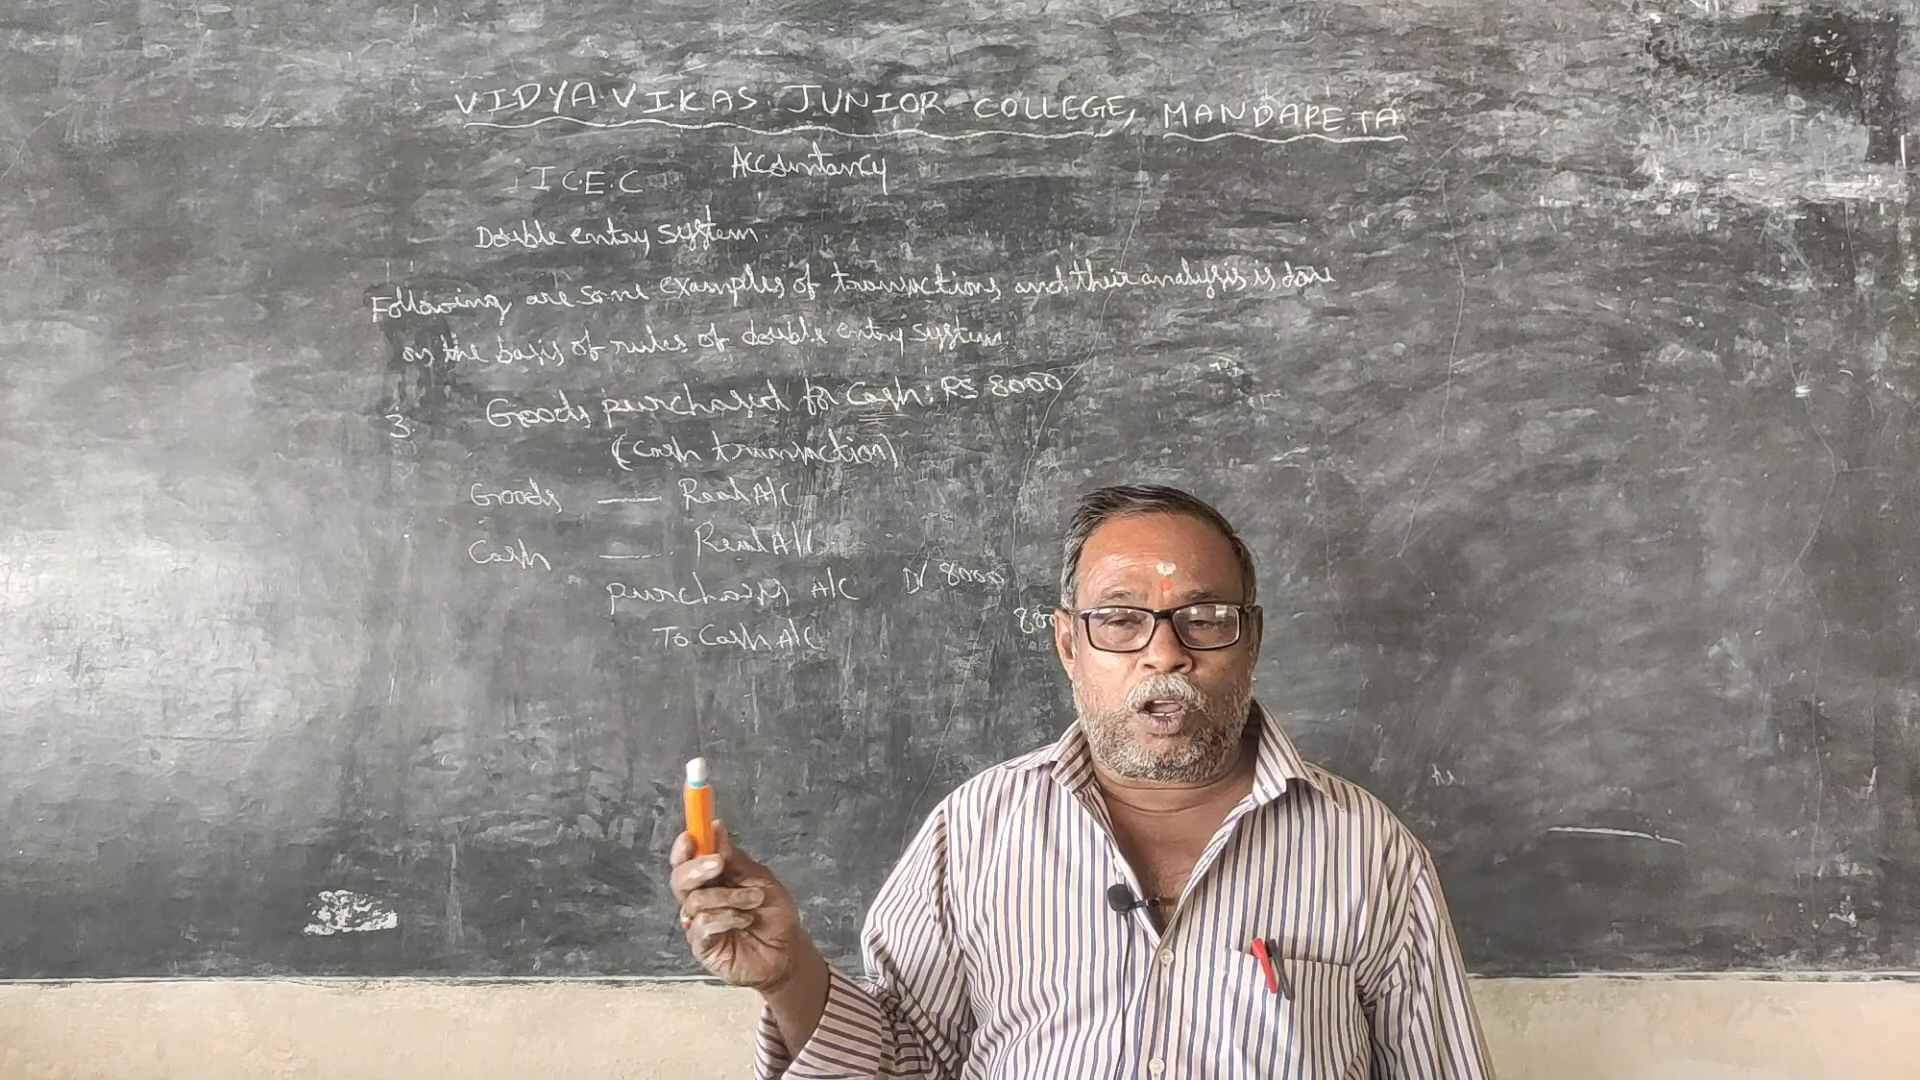 VIDYA VIKAS JUNIOR COLLEGE, MANDAPETA
I C.E.C Accountancy
Double entry system
Following are some examples of transactions and their analysis is done
on the basis of rules of double entry system.
3. Goods purchased for Cash: RS 8000
(Cash transaction)
Goods — Real A/C
Cash — Real A/C
purchases A/C Dr 8000
To Cash A/C